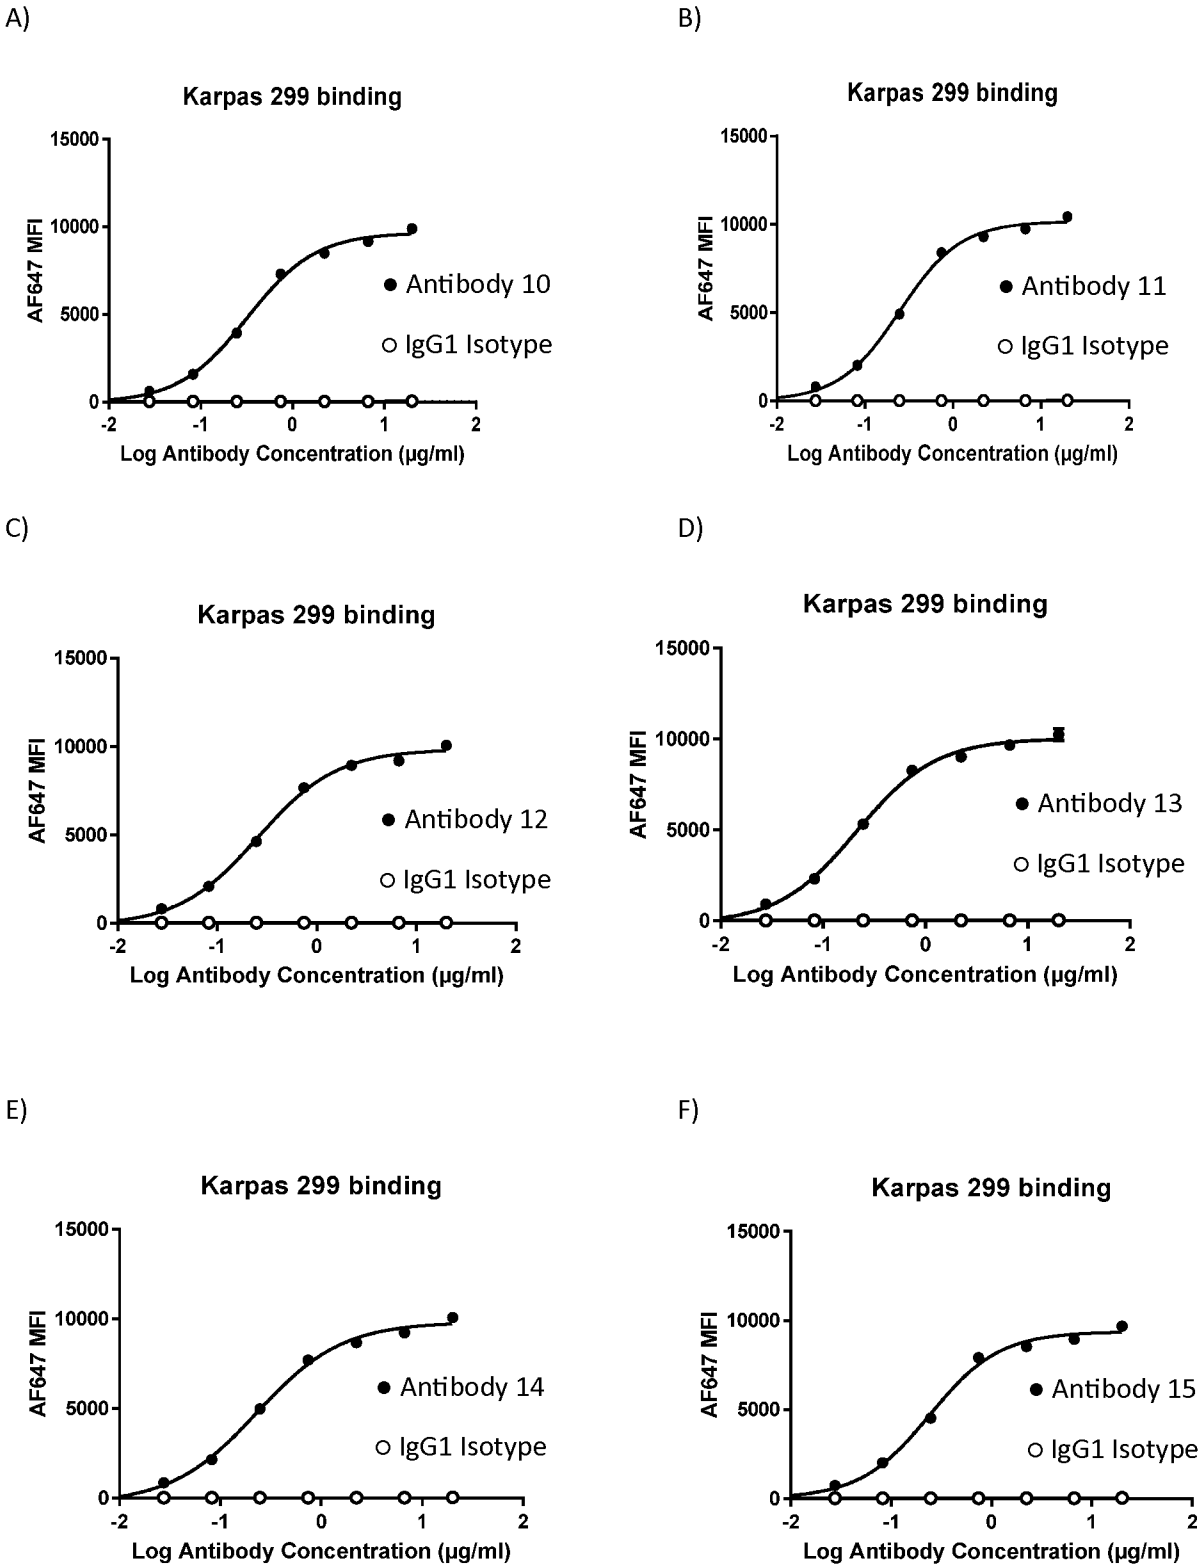 A)
Karpas 299 binding
15000
10000
5000
0
AF647 MFI
Antibody 10
IgG1 Isotype
-2 -1 0 1 2
Log Antibody Concentration (µg/ml)
B)
Karpas 299 binding
15000
10000
5000
0
AF647 MFI
Antibody 11
IgG1 Isotype
-2 -1 0 1 2
Log Antibody Concentration (µg/ml)
C)
Karpas 299 binding
15000
10000
5000
0
AF647 MFI
Antibody 12
IgG1 Isotype
-2 -1 0 1 2
Log Antibody Concentration (µg/ml)
D)
Karpas 299 binding
15000
10000
5000
0
AF647 MFI
Antibody 13
IgG1 Isotype
-2 -1 0 1 2
Log Antibody Concentration (µg/ml)
E)
Karpas 299 binding
15000
10000
5000
0
AF647 MFI
Antibody 14
IgG1 Isotype
-2 -1 0 1 2
Log Antibody Concentration (µg/ml)
F)
Karpas 299 binding
15000
10000
5000
0
AF647 MFI
Antibody 15
IgG1 Isotype
-2 -1 0 1 2
Log Antibody Concentration (µg/ml)